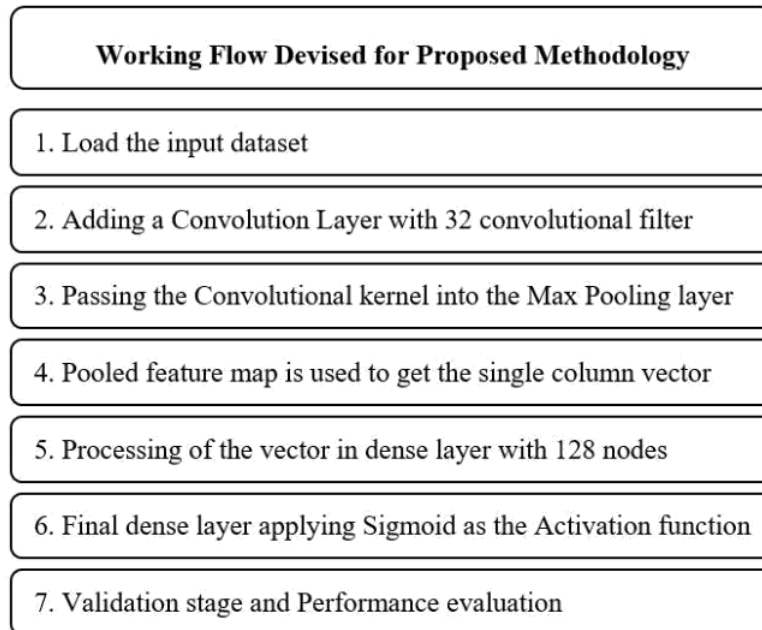 Working Flow Devised for Proposed Methodology
1. Load the input dataset
2. Adding a Convolution Layer with 32 convolutional filter
3. Passing the Convolutional kernel into the Max Pooling layer
4. Pooled feature map is used to get the single column vector
5. Processing of the vector in dense layer with 128 nodes
6. Final dense layer applying Sigmoid as the Activation function
7. Validation stage and Performance evaluation